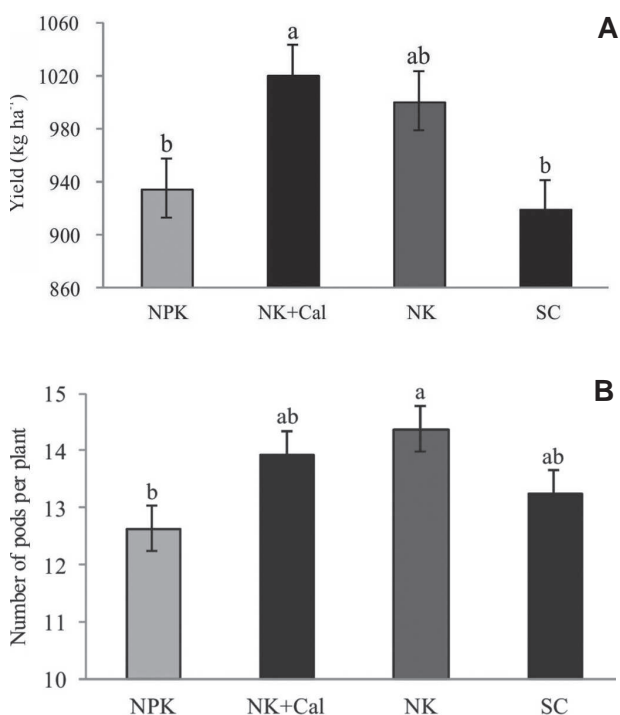 A
1060
1020
980
940
900
860
Yield (kg ha⁻¹)
b
a
ab
b
NPK NK+Cal NK SC
B
15
14
13
12
11
10
Number of pods per plant
b
ab
a
ab
NPK NK+Cal NK SC